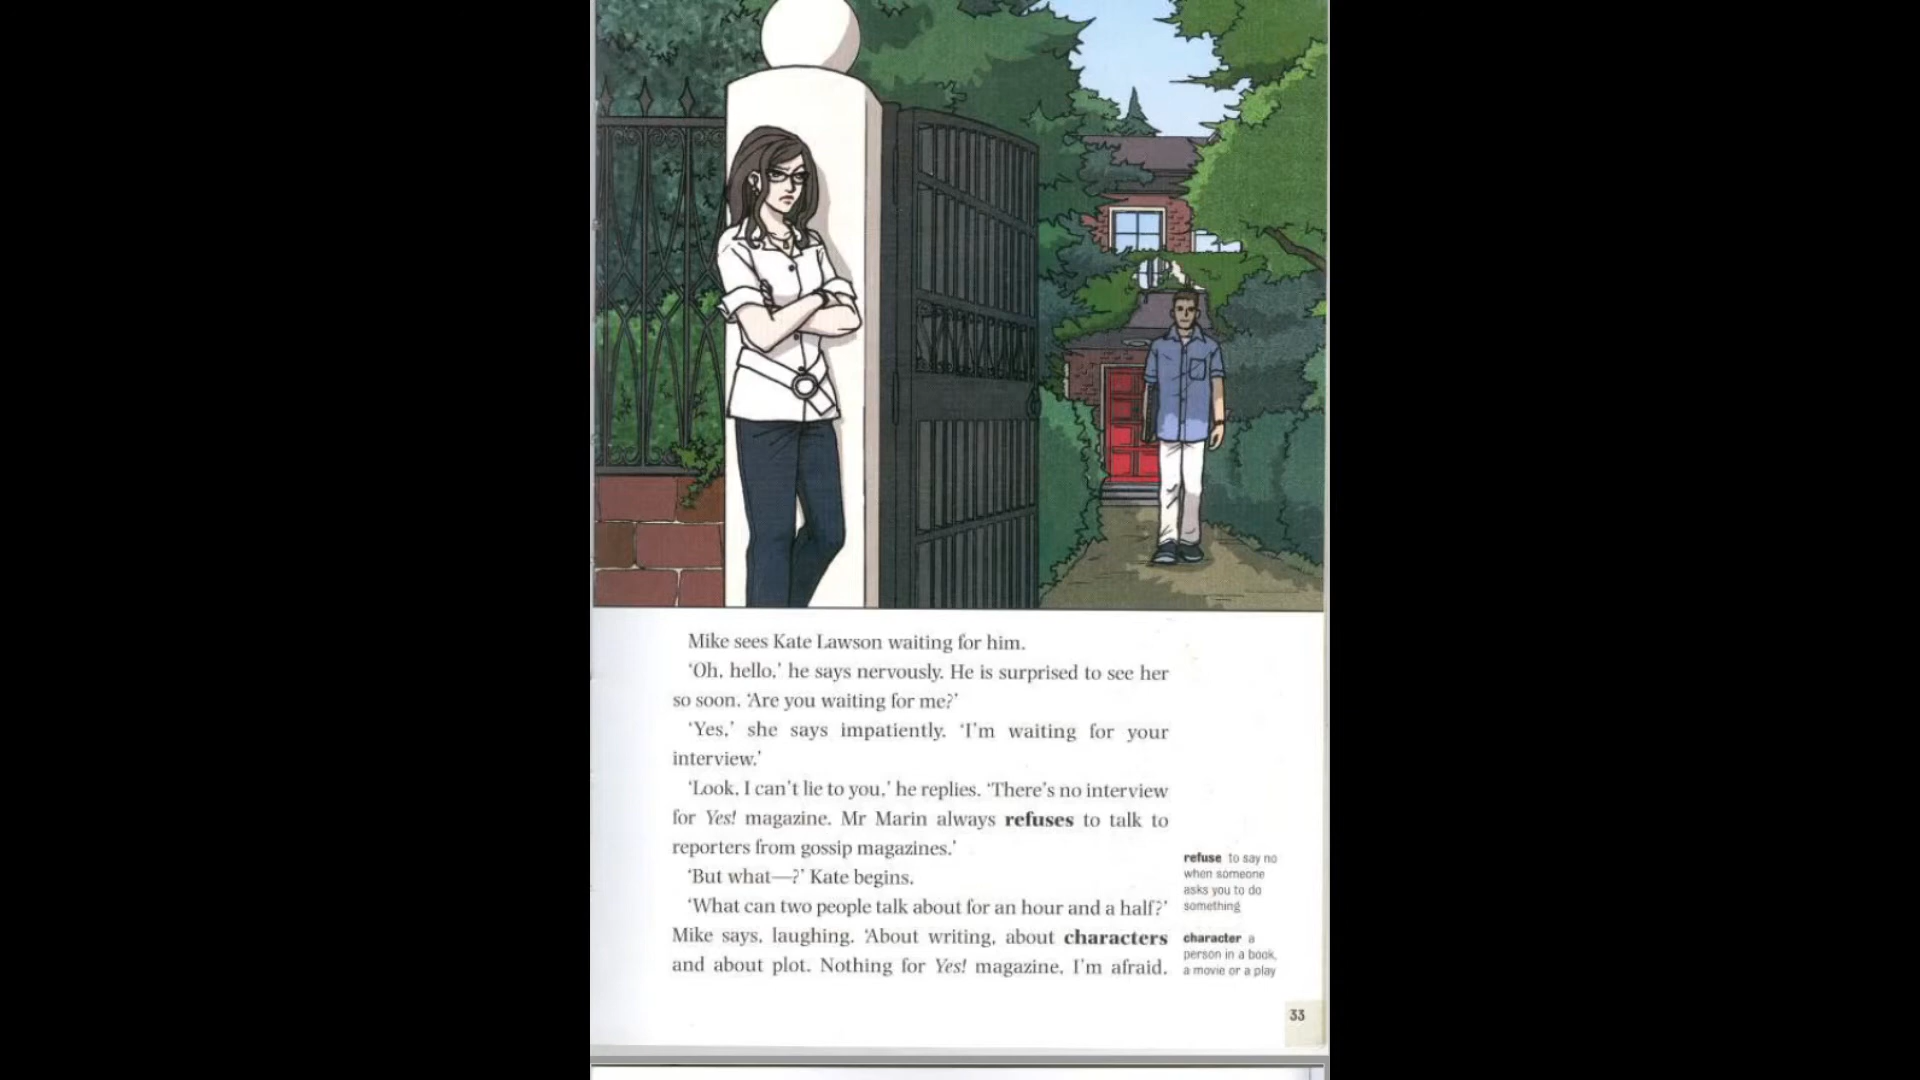 Mike sees Kate Lawson waiting for him.
‘Oh, hello,’ he says nervously. He is surprised to see her
so soon. ‘Are you waiting for me?’
‘Yes,’ she says impatiently. ‘I’m waiting for your
interview.’
‘Look, I can’t lie to you,’ he replies. ‘There’s no interview
for Yes! magazine. Mr Marin always refuses to talk to
reporters from gossip magazines.’
‘But what—?’ Kate begins.
‘What can two people talk about for an hour and a half?’
Mike says, laughing. ‘About writing, about characters
and about plot. Nothing for Yes! magazine, I’m afraid.
refuse to say no
when someone
asks you to do
something
character a
person in a book,
a movie or a play
33